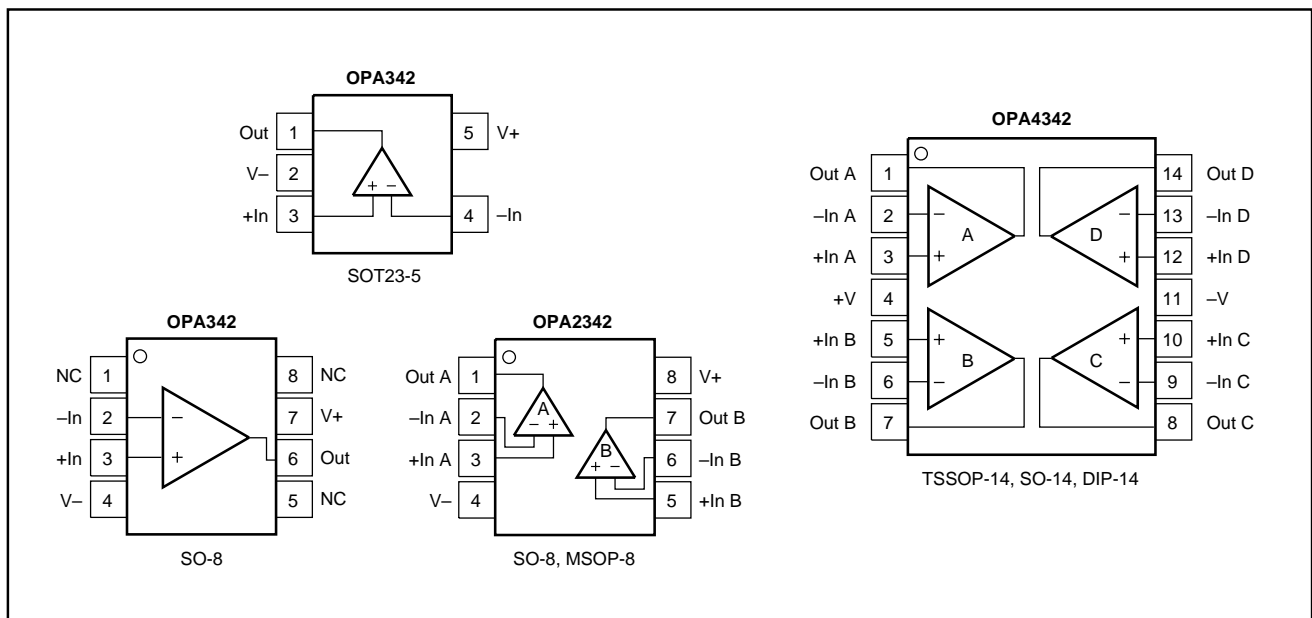 OPA342
Out 1 5 V+
V– 2
+ –
+In 3 4 –In
SOT23-5
OPA342
NC 1 8 NC
–In 2 – 7 V+
+In 3 + 6 Out
V– 4 5 NC
SO-8
OPA2342
Out A 1 8 V+
A
–In A 2 – + 7 Out B
B
+In A 3 + – 6 –In B
V– 4 5 +In B
SO-8, MSOP-8
OPA4342
Out A 1 14 Out D
–In A 2 – – 13 –In D
A D
+In A 3 + + 12 +In D
+V 4 11 –V
+In B 5 + + 10 +In C
B C
–In B 6 – – 9 –In C
Out B 7 8 Out C
TSSOP-14, SO-14, DIP-14